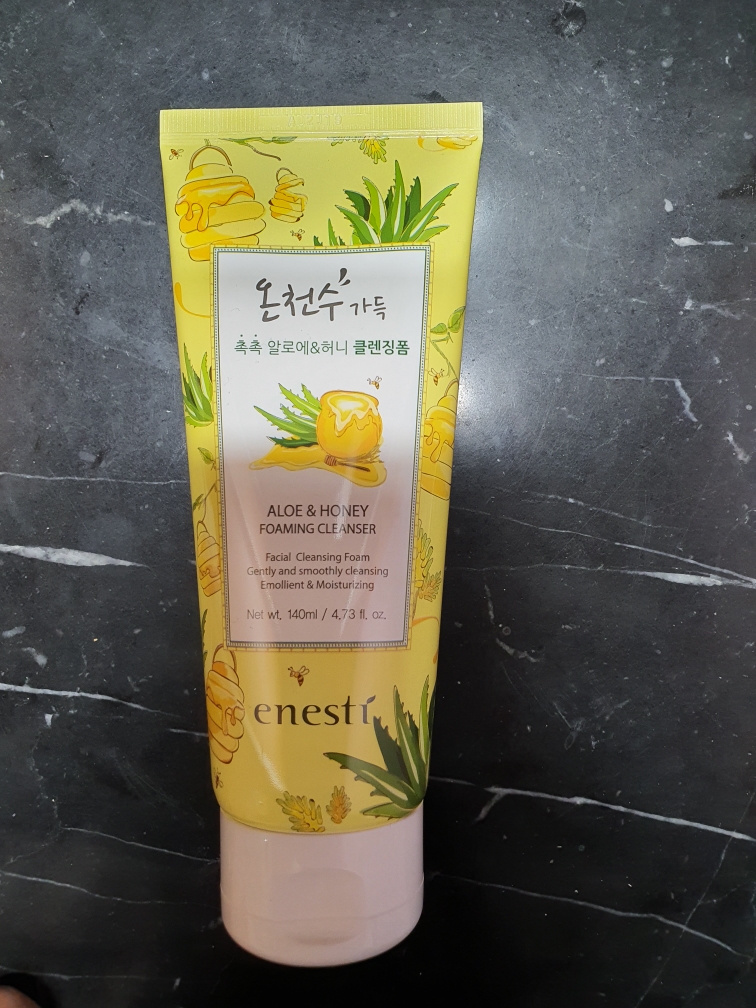 온천수 가득
촉촉 알로에&허니 클렌징폼
ALOE & HONEY
FOAMING CLEANSER
Facial Cleansing Foam
Gently and smoothly cleansing
Emollient & Moisturizing
Net wt. 140ml / 4.73 fl. oz.
enesti